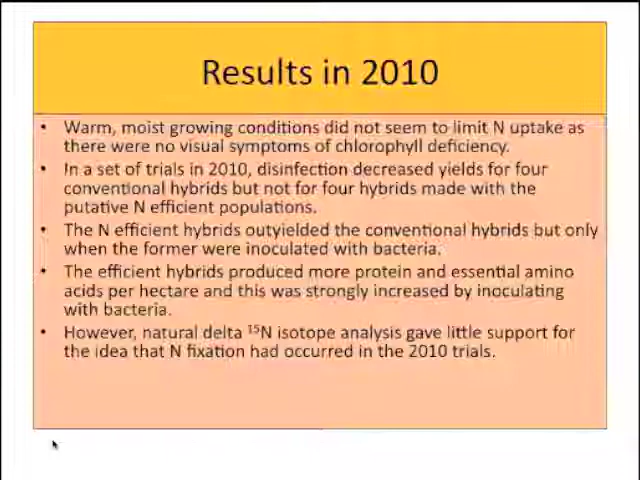 Results in 2010
• Warm, moist growing conditions did not seem to limit N uptake as
there were no visual symptoms of chlorophyll deficiency.
• In a set of trials in 2010, disinfection decreased yields for four
conventional hybrids but not for four hybrids made with the
putative N efficient populations.
• The N efficient hybrids outyielded the conventional hybrids but only
when the former were inoculated with bacteria.
• The efficient hybrids produced more protein and essential amino
acids per hectare and this was strongly increased by inoculating
with bacteria.
• However, natural delta ¹⁵N isotope analysis gave little support for
the idea that N fixation had occurred in the 2010 trials.